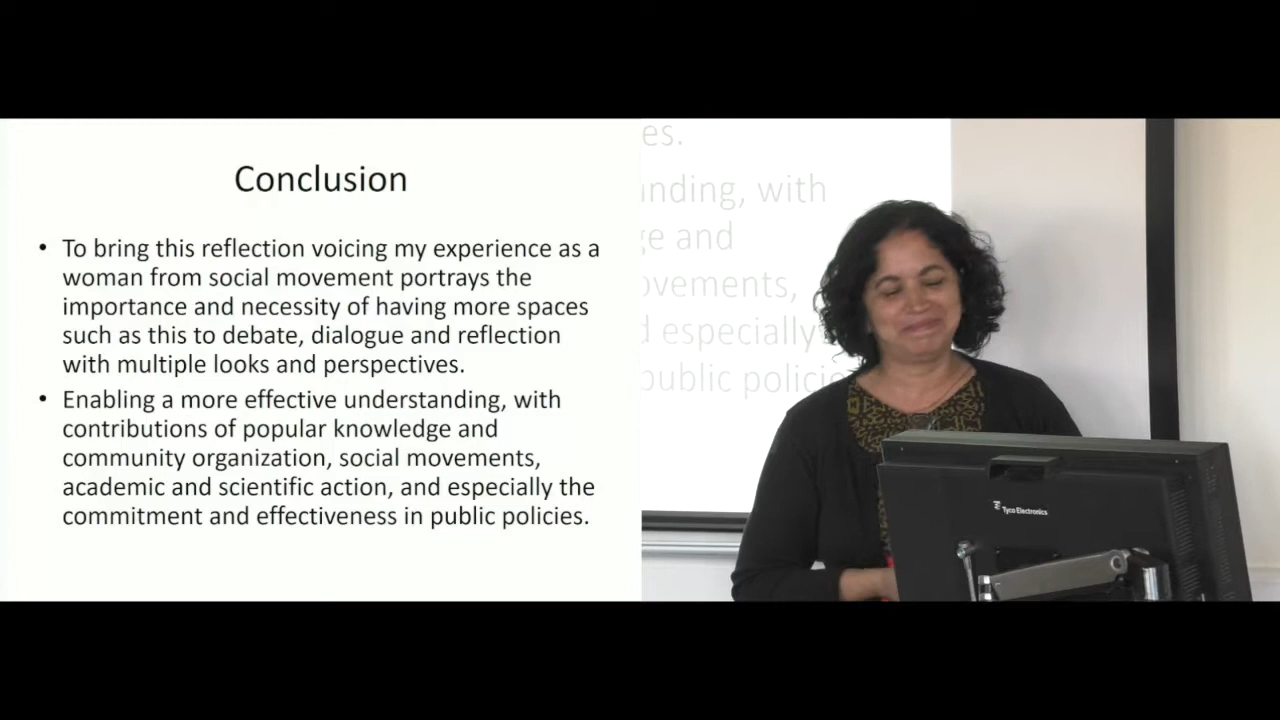 Conclusion
• To bring this reflection voicing my experience as a
woman from social movement portrays the
importance and necessity of having more spaces
such as this to debate, dialogue and reflection
with multiple looks and perspectives.
• Enabling a more effective understanding, with
contributions of popular knowledge and
community organization, social movements,
academic and scientific action, and especially the
commitment and effectiveness in public policies.
es.
nding, with
ge and
ovements,
d especially
public policie
Tyco Electronics